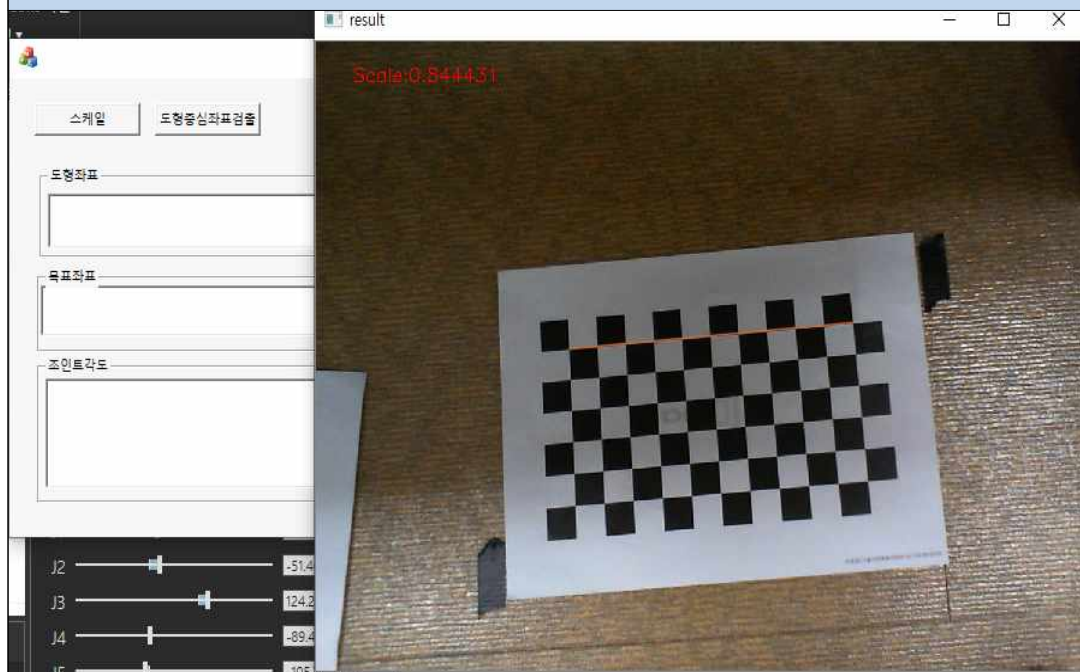 result
Scale:0.844431
스케일
도형중심좌표검출
도형좌표
목표좌표
조인트각도
J2
-51.4
J3
124.2
J4
-89.4